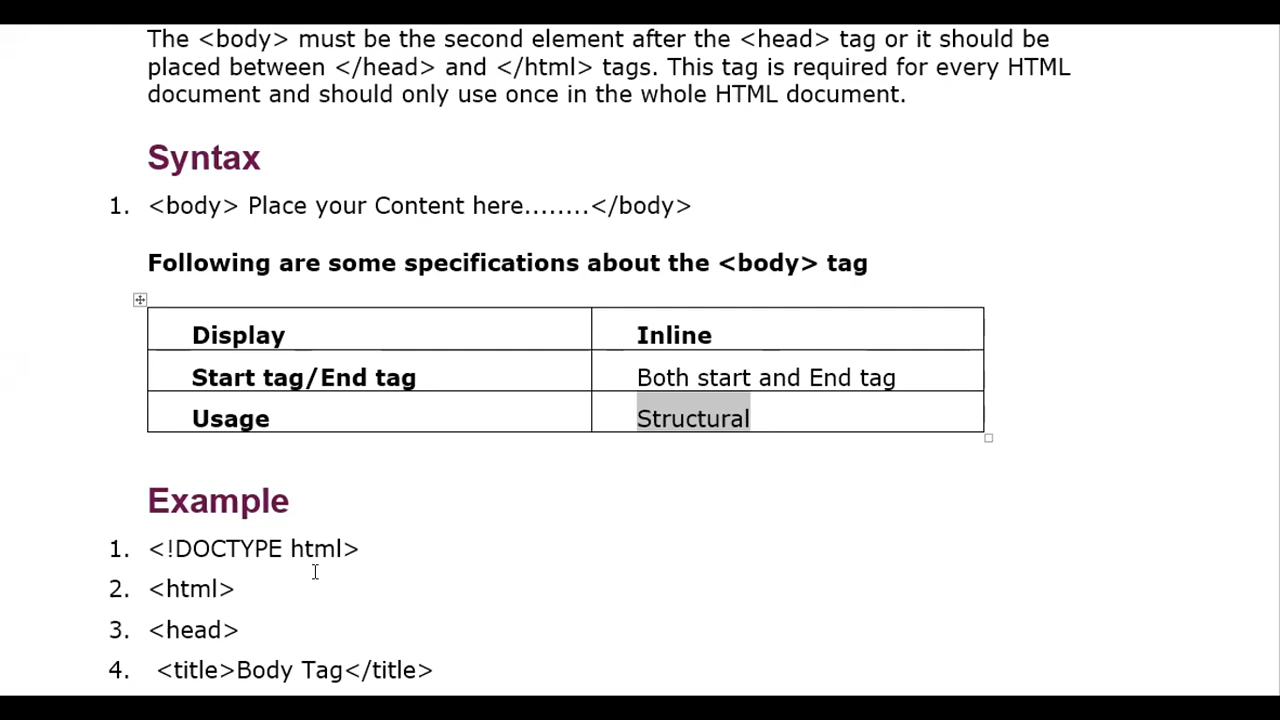 The <body> must be the second element after the <head> tag or it should be
placed between </head> and </html> tags. This tag is required for every HTML
document and should only use once in the whole HTML document.
Syntax
1. <body> Place your Content here........</body>
Following are some specifications about the <body> tag
Display Inline
Start tag/End tag Both start and End tag
Usage Structural
Example
1. <!DOCTYPE html>
2. <html>
3. <head>
4. <title>Body Tag</title>